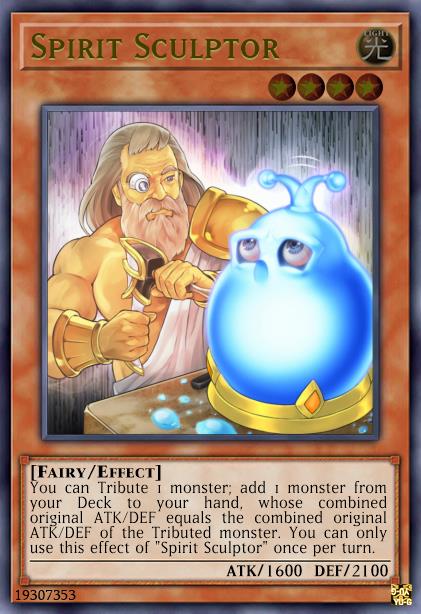 SPIRIT SCULPTOR
LIGHT
光
[FAIRY/EFFECT]
You can Tribute 1 monster; add 1 monster from
your Deck to your hand, whose combined
original ATK/DEF equals the combined original
ATK/DEF of the Tributed monster. You can only
use this effect of "Spirit Sculptor" once per turn.
ATK/1600 DEF/2100
19307353